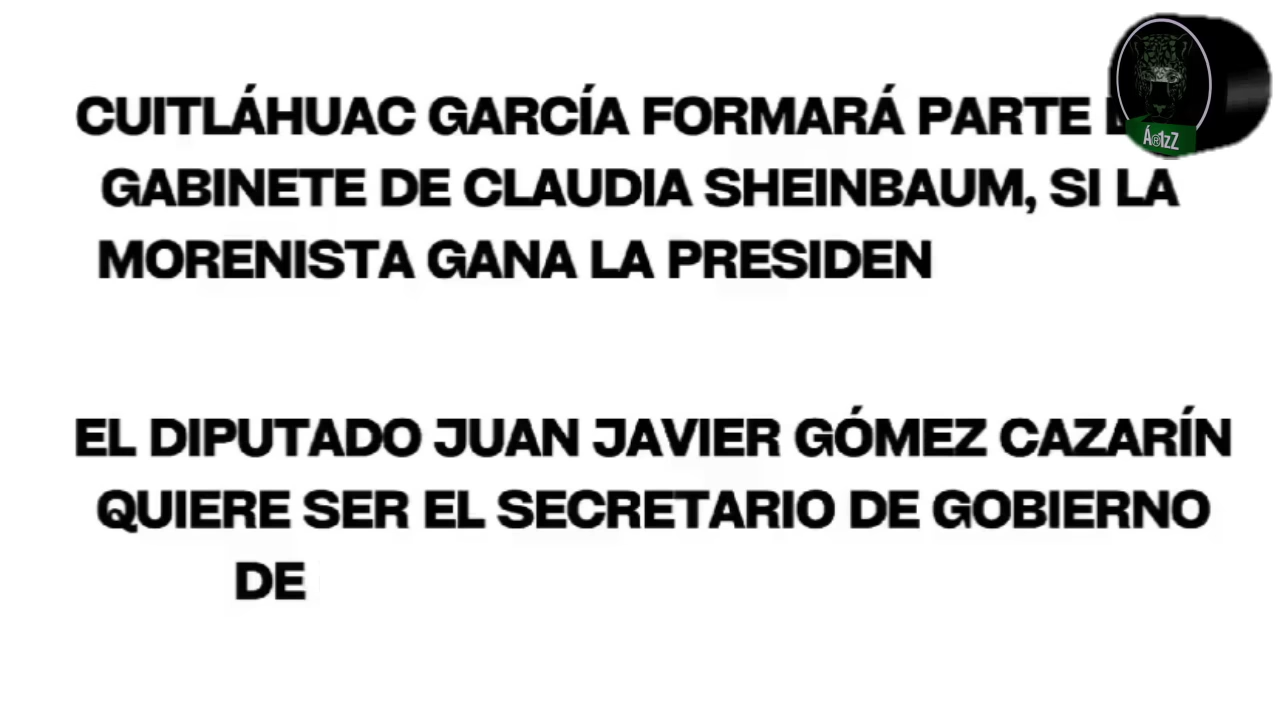 CUITLÁHUAC GARCÍA FORMARÁ PARTE
GABINETE DE CLAUDIA SHEINBAUM, SI LA
MORENISTA GANA LA PRESIDEN
EL DIPUTADO JUAN JAVIER GÓMEZ CAZARÍN
QUIERE SER EL SECRETARIO DE GOBIERNO
DE
Á®1zZ